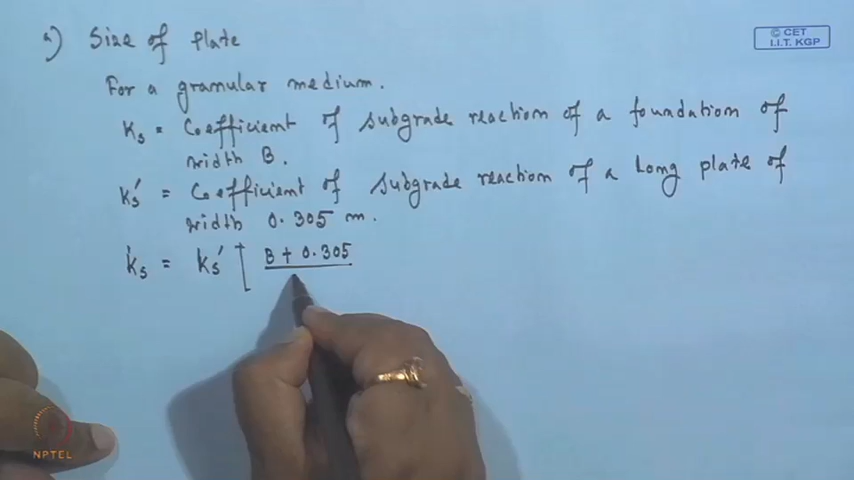 a) Size of plate
© CET
I.I.T. KGP
For a granular medium.
Ks = Coefficient of subgrade reaction of a foundation of
width B.
Ks' = Coefficient of subgrade reaction of a long plate of
width 0.305 m.
Ks = Ks' [ B + 0.305
NPTEL